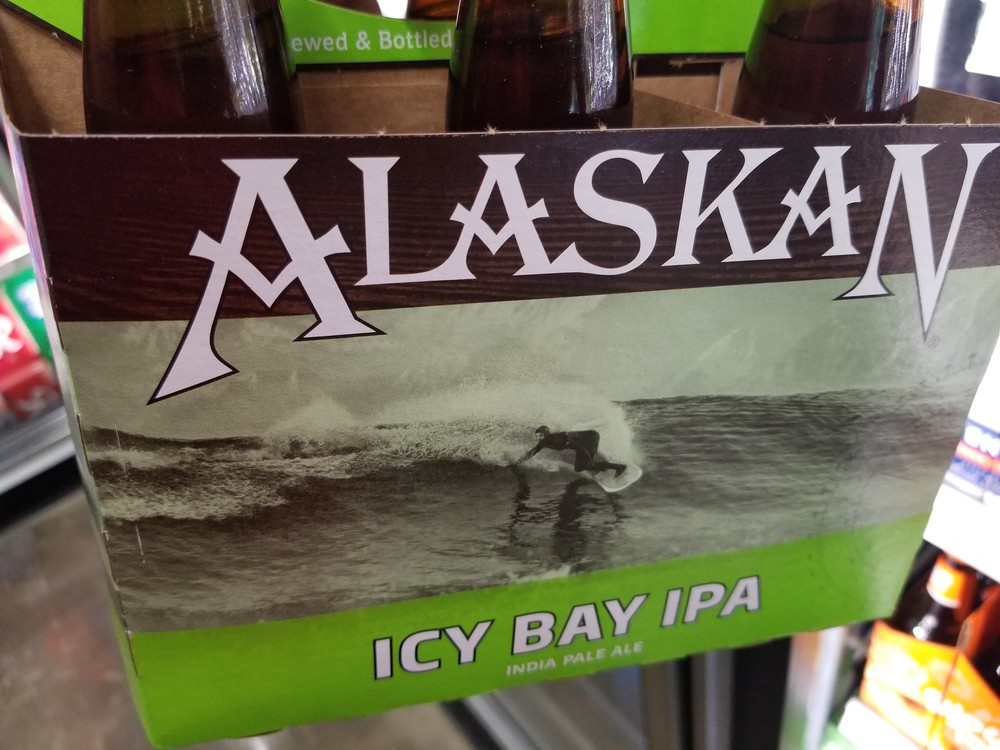 ewed & Bottled
ALASKAN
®
ICY BAY IPA
INDIA PALE ALE